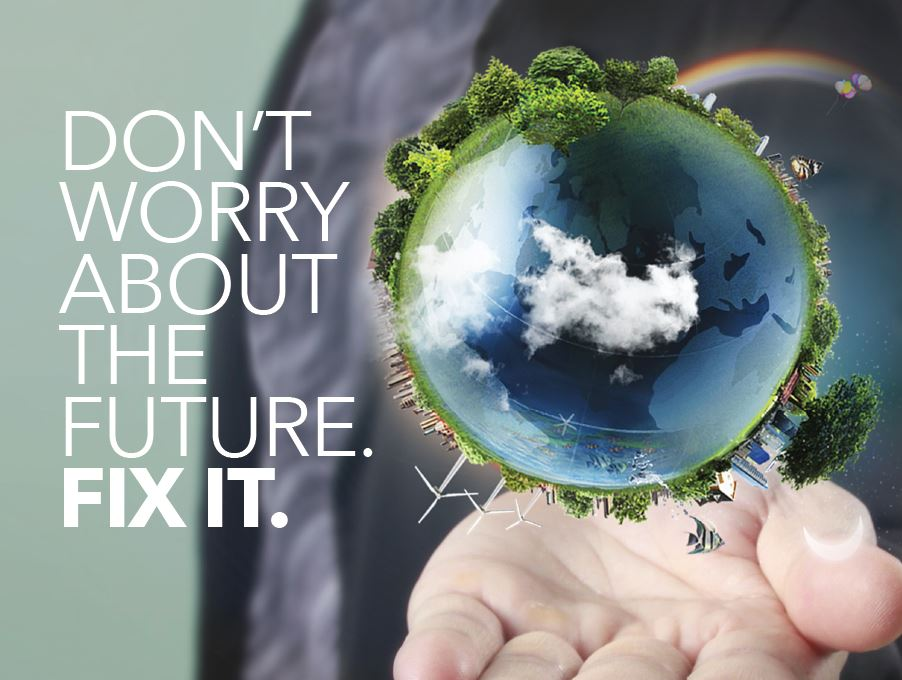 DON'T
WORRY
ABOUT
THE
FUTURE.
FIX IT.